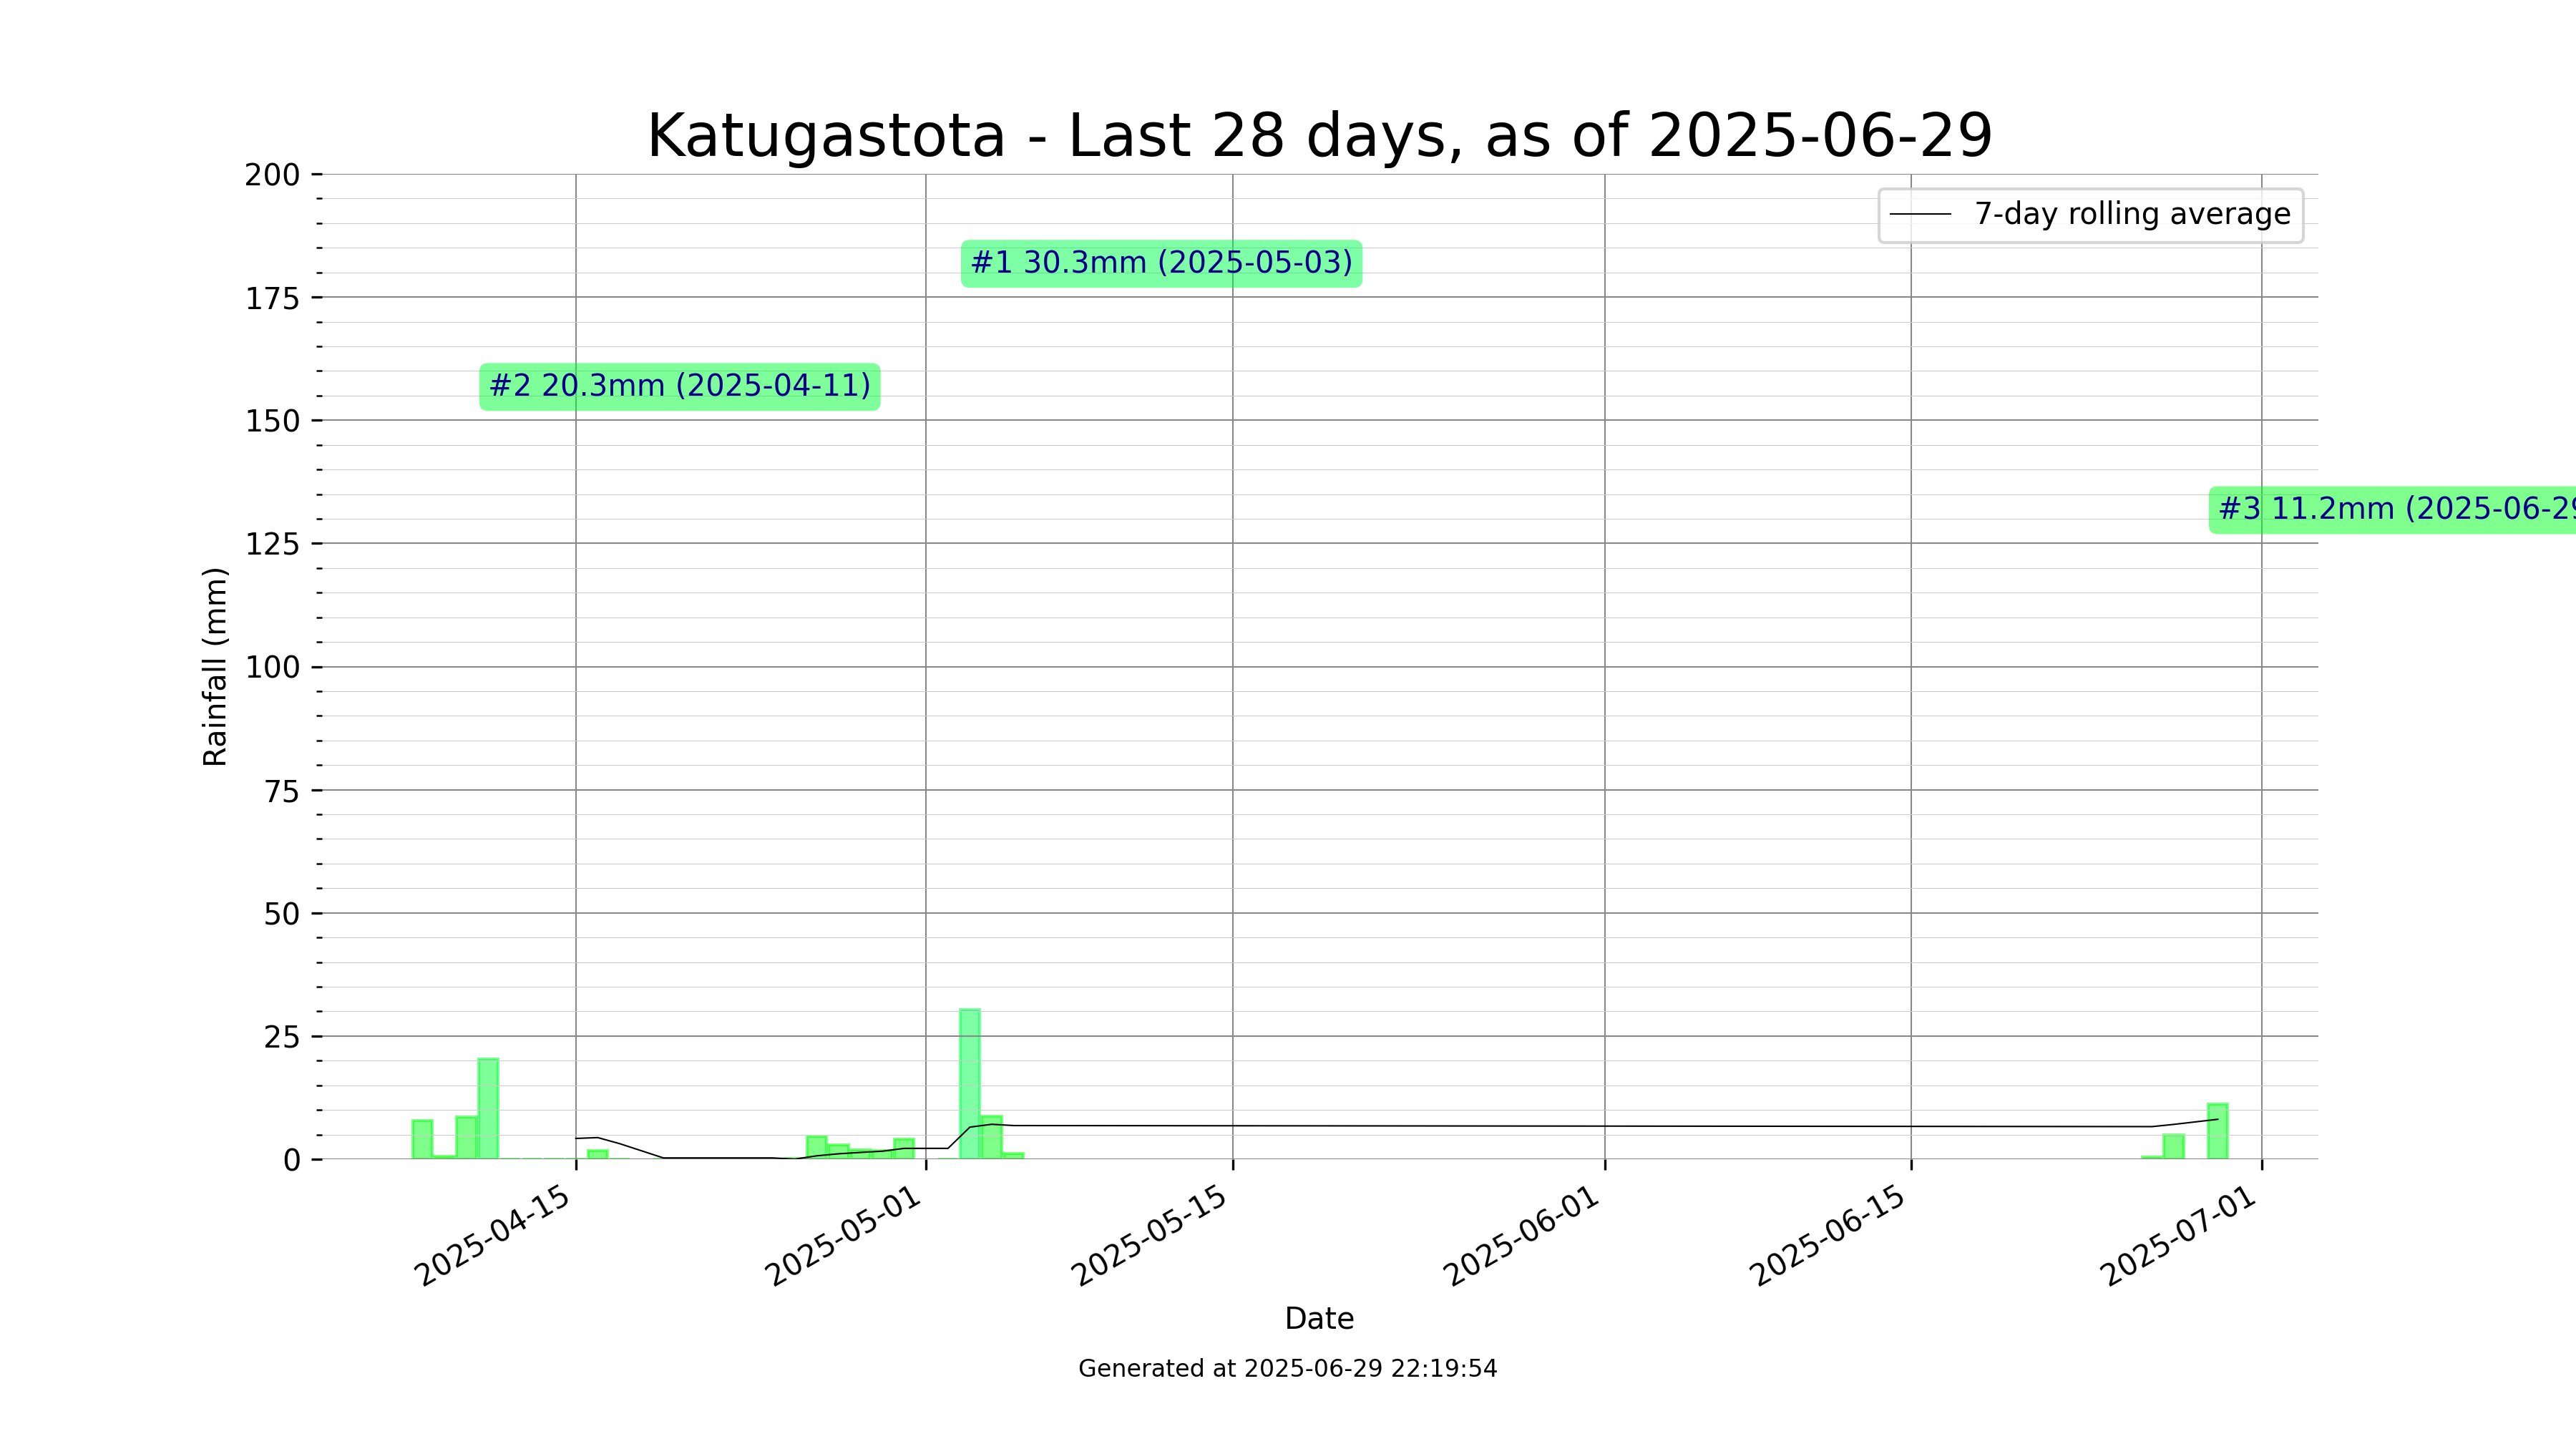 Katugastota - Last 28 days, as of 2025-06-29
200
175
150
125
100
75
50
25
0
Rainfall (mm)
7-day rolling average
#1 30.3mm (2025-05-03)
#2 20.3mm (2025-04-11)
#3 11.2mm (2025-06-29
2025-04-15
2025-05-01
2025-05-15
2025-06-01
2025-06-15
2025-07-01
Date
Generated at 2025-06-29 22:19:54